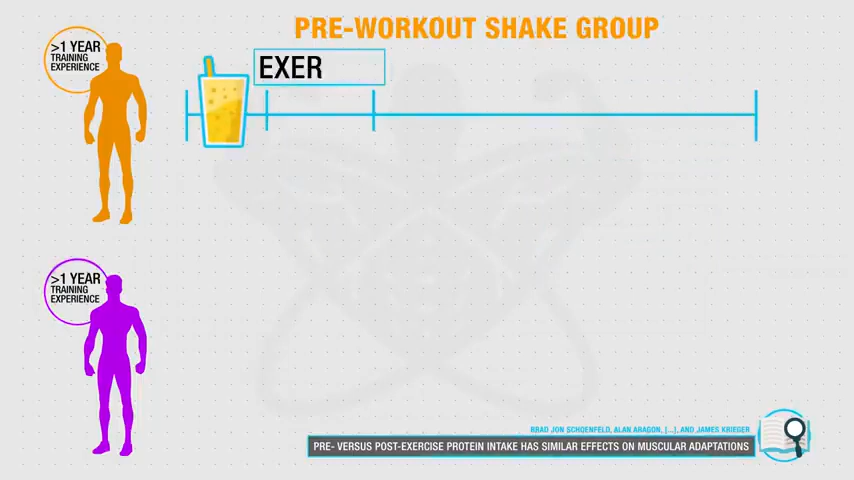 PRE-WORKOUT SHAKE GROUP
>1 YEAR
TRAINING
EXPERIENCE
EXER
>1 YEAR
TRAINING
EXPERIENCE
BRAD JON SCHOENFELD, ALAN ARAGON, [...], AND JAMES KRIEGER
PRE- VERSUS POST-EXERCISE PROTEIN INTAKE HAS SIMILAR EFFECTS ON MUSCULAR ADAPTATIONS